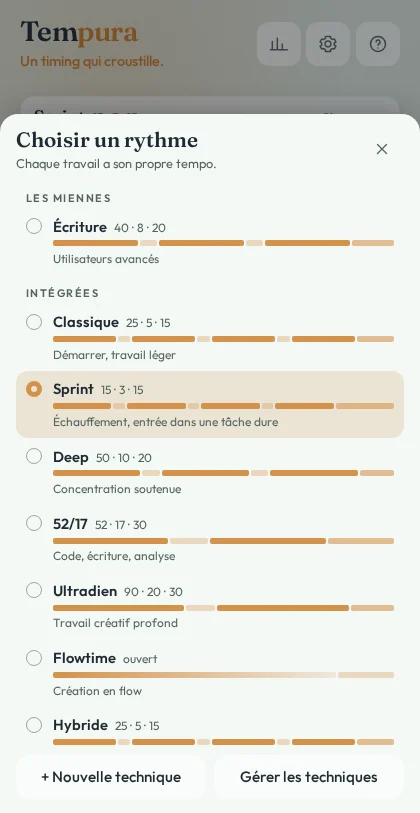 Tempura
Un timing qui croustille.
Choisir un rythme
Chaque travail a son propre tempo.
LES MIENNES
Écriture 40 · 8 · 20
Utilisateurs avancés
INTÉGRÉES
Classique 25 · 5 · 15
Démarrer, travail léger
Sprint 15 · 3 · 15
Échauffement, entrée dans une tâche dure
Deep 50 · 10 · 20
Concentration soutenue
52/17 52 · 17 · 30
Code, écriture, analyse
Ultradien 90 · 20 · 30
Travail créatif profond
Flowtime ouvert
Création en flow
Hybride 25 · 5 · 15
+ Nouvelle technique
Gérer les techniques